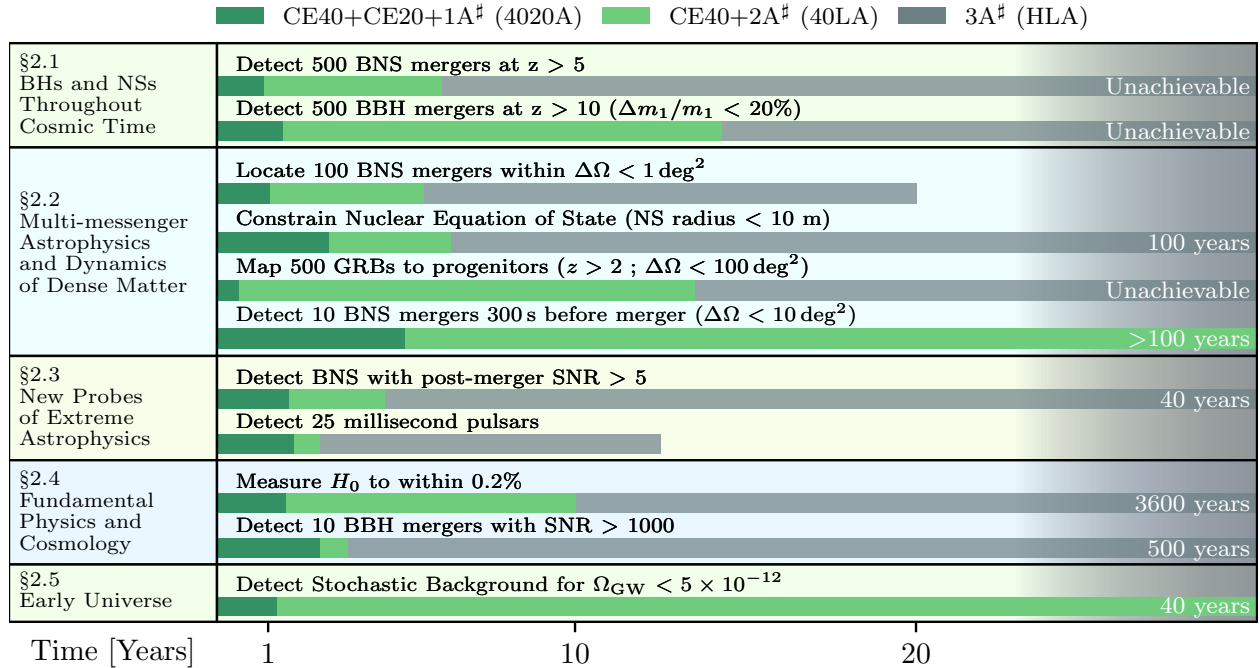 CE40+CE20+1A♯ (4020A) CE40+2A♯ (40LA) 3A♯ (HLA)
§2.1
BHs and NSs
Throughout
Cosmic Time
Detect 500 BNS mergers at z > 5
Unachievable
Detect 500 BBH mergers at z > 10 (Δm₁/m₁ < 20%)
Unachievable
§2.2
Multi-messenger
Astrophysics
and Dynamics
of Dense Matter
Locate 100 BNS mergers within ΔΩ < 1 deg²
Constrain Nuclear Equation of State (NS radius < 10 m)
100 years
Map 500 GRBs to progenitors (z > 2 ; ΔΩ < 100 deg²)
Unachievable
Detect 10 BNS mergers 300 s before merger (ΔΩ < 10 deg²)
>100 years
§2.3
New Probes
of Extreme
Astrophysics
Detect BNS with post-merger SNR > 5
40 years
Detect 25 millisecond pulsars
§2.4
Fundamental
Physics and
Cosmology
Measure H₀ to within 0.2%
3600 years
Detect 10 BBH mergers with SNR > 1000
500 years
§2.5
Early Universe
Detect Stochastic Background for Ω_GW < 5 × 10⁻¹²
40 years
Time [Years] 1 10 20